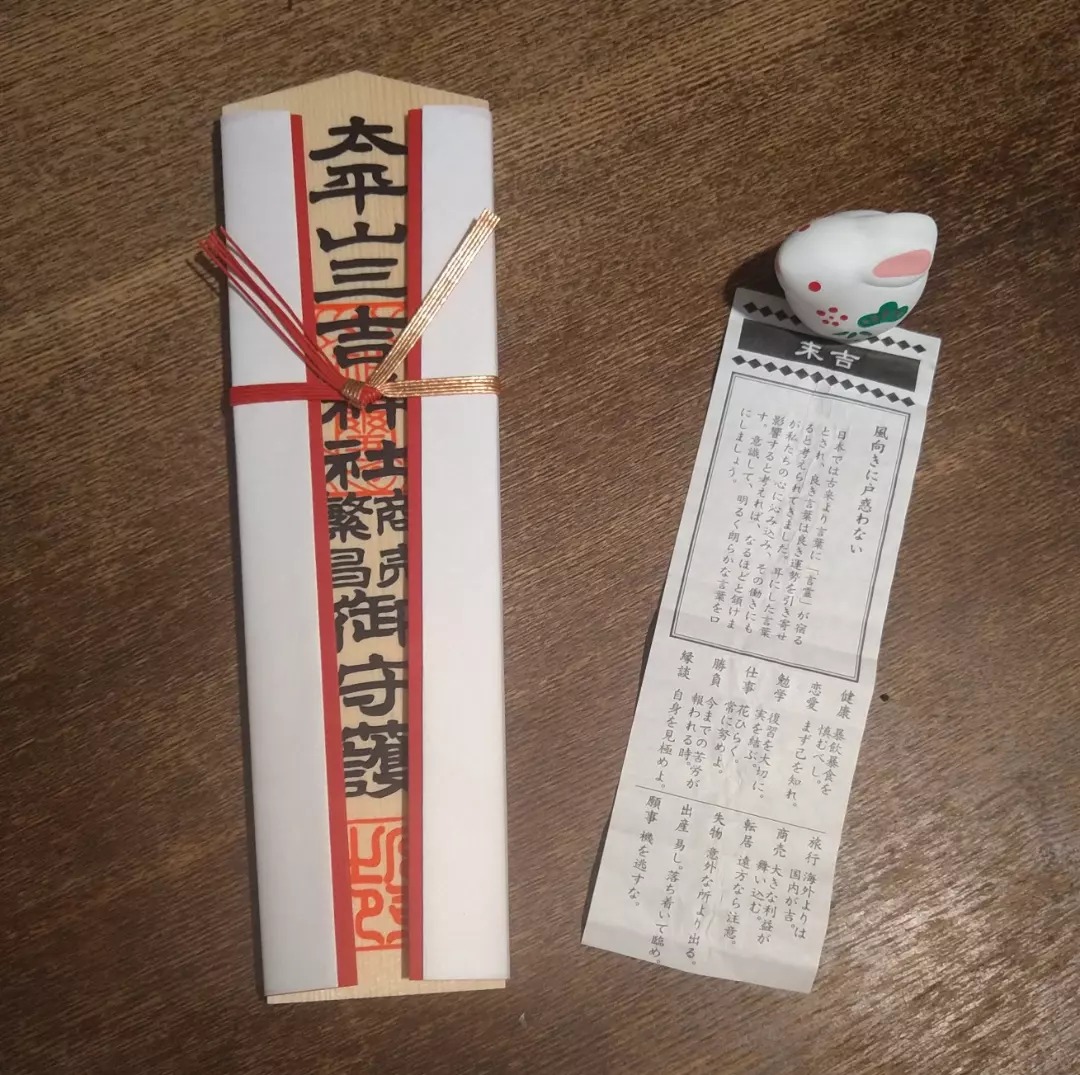 太平山三吉神社商売繁昌御守護
末吉
風向きに戸惑わない
日本では古来より言葉に「言霊」が宿る
とされ、良き言葉は良き運勢を引き寄せ
ると考えられてきました。耳にした言葉
が私たちの心に沁み込み、その働きにも
影響すると考えれば、なるほどと頷けま
す。意識して、明るく朗らかな言葉を口
にしましょう。
健康 暴飲暴食を
慎むべし。
恋愛 まず己を知れ。
勉学 復習を大切に。
実を結ぶ。
仕事 花ひらく。
常に努めよ。
勝負 今までの苦労が
報われる時。
縁談 自身を見極めよ。
旅行 海外よりは
国内が吉。
商売 大きな利益が
舞い込む。
転居 遠方なら注意。
失物 意外な所より出る。
出産 易し。落ち着いて臨め。
願事 機を逃すな。